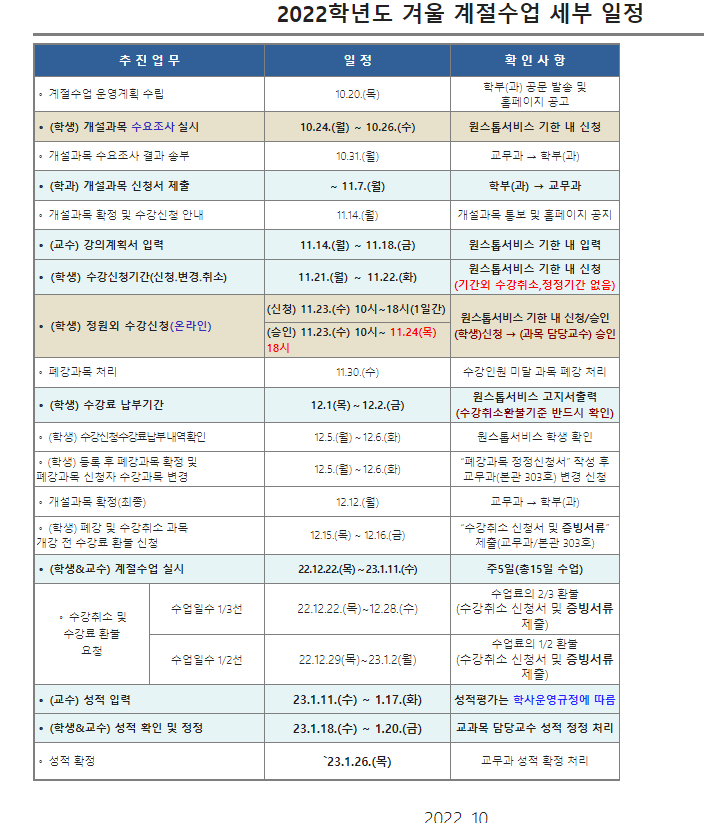 2022학년도 겨울 계절수업 세부 일정
추 진 업 무 일 정 확 인 사 항
◦ 계절수업 운영계획 수립 10.20.(목) 학부(과) 공문 발송 및
홈페이지 공고
• (학생) 개설과목 수요조사 실시 10.24.(월) ~ 10.26.(수) 원스톱서비스 기한 내 신청
◦ 개설과목 수요조사 결과 송부 10.31.(월) 교무과 → 학부(과)
• (학과) 개설과목 신청서 제출 ~ 11.7.(월) 학부(과) → 교무과
◦ 개설과목 확정 및 수강신청 안내 11.14.(월) 개설과목 통보 및 홈페이지 공지
• (교수) 강의계획서 입력 11.14.(월) ~ 11.18.(금) 원스톱서비스 기한 내 입력
• (학생) 수강신청기간(신청.변경.취소) 11.21.(월) ~ 11.22.(화) 원스톱서비스 기한 내 신청
(기간외 수강취소,정정기간 없음)
• (학생) 정원외 수강신청(온라인)
(신청) 11.23.(수) 10시~18시(1일간)
(승인) 11.23.(수) 10시~ 11.24(목)
18시
원스톱서비스 기한 내 신청/승인
(학생)신청 → (과목 담당교수) 승인
◦ 폐강과목 처리 11.30.(수) 수강인원 미달 과목 폐강 처리
• (학생) 수강료 납부기간 12.1(목) ~ 12.2.(금) 원스톱서비스 고지서출력
(수강취소환불기준 반드시 확인)
◦ (학생) 수강신청수강료납부내역확인 12.5.(월) ~ 12.6.(화) 원스톱서비스 학생 확인
◦ (학생) 등록 후 폐강과목 확정 및
폐강과목 신청자 수강과목 변경
12.5.(월) ~ 12.6.(화)
“폐강과목 정정신청서” 작성 후
교무과(본관 303호) 변경 신청
◦ 개설과목 확정(최종) 12.12.(월) 교무과 → 학부(과)
◦ (학생) 폐강 및 수강취소 과목
개강 전 수강료 환불 신청
12.15.(목) ~ 12.16.(금)
“수강취소 신청서 및 증빙서류”
제출(교무과/본관 303호)
• (학생&교수) 계절수업 실시 22.12.22.(목)~23.1.11.(수) 주5일(총15일 수업)
◦ 수강취소 및
수강료 환불
요청
수업일수 1/3선 22.12.22.(목)~12.28.(수)
수업료의 2/3 환불
(수강취소 신청서 및 증빙서류
제출)
수업일수 1/2선 22.12.29(목)~23.1.2(월)
수업료의 1/2 환불
(수강취소 신청서 및 증빙서류
제출)
• (교수) 성적 입력 23.1.11.(수) ~ 1.17.(화) 성적평가는 학사운영규정에 따름
• (학생&교수) 성적 확인 및 정정 23.1.18.(수) ~ 1.20.(금) 교과목 담당교수 성적 정정 처리
◦ 성적 확정 `23.1.26.(목) 교무과 성적 확정 처리
2022. 10